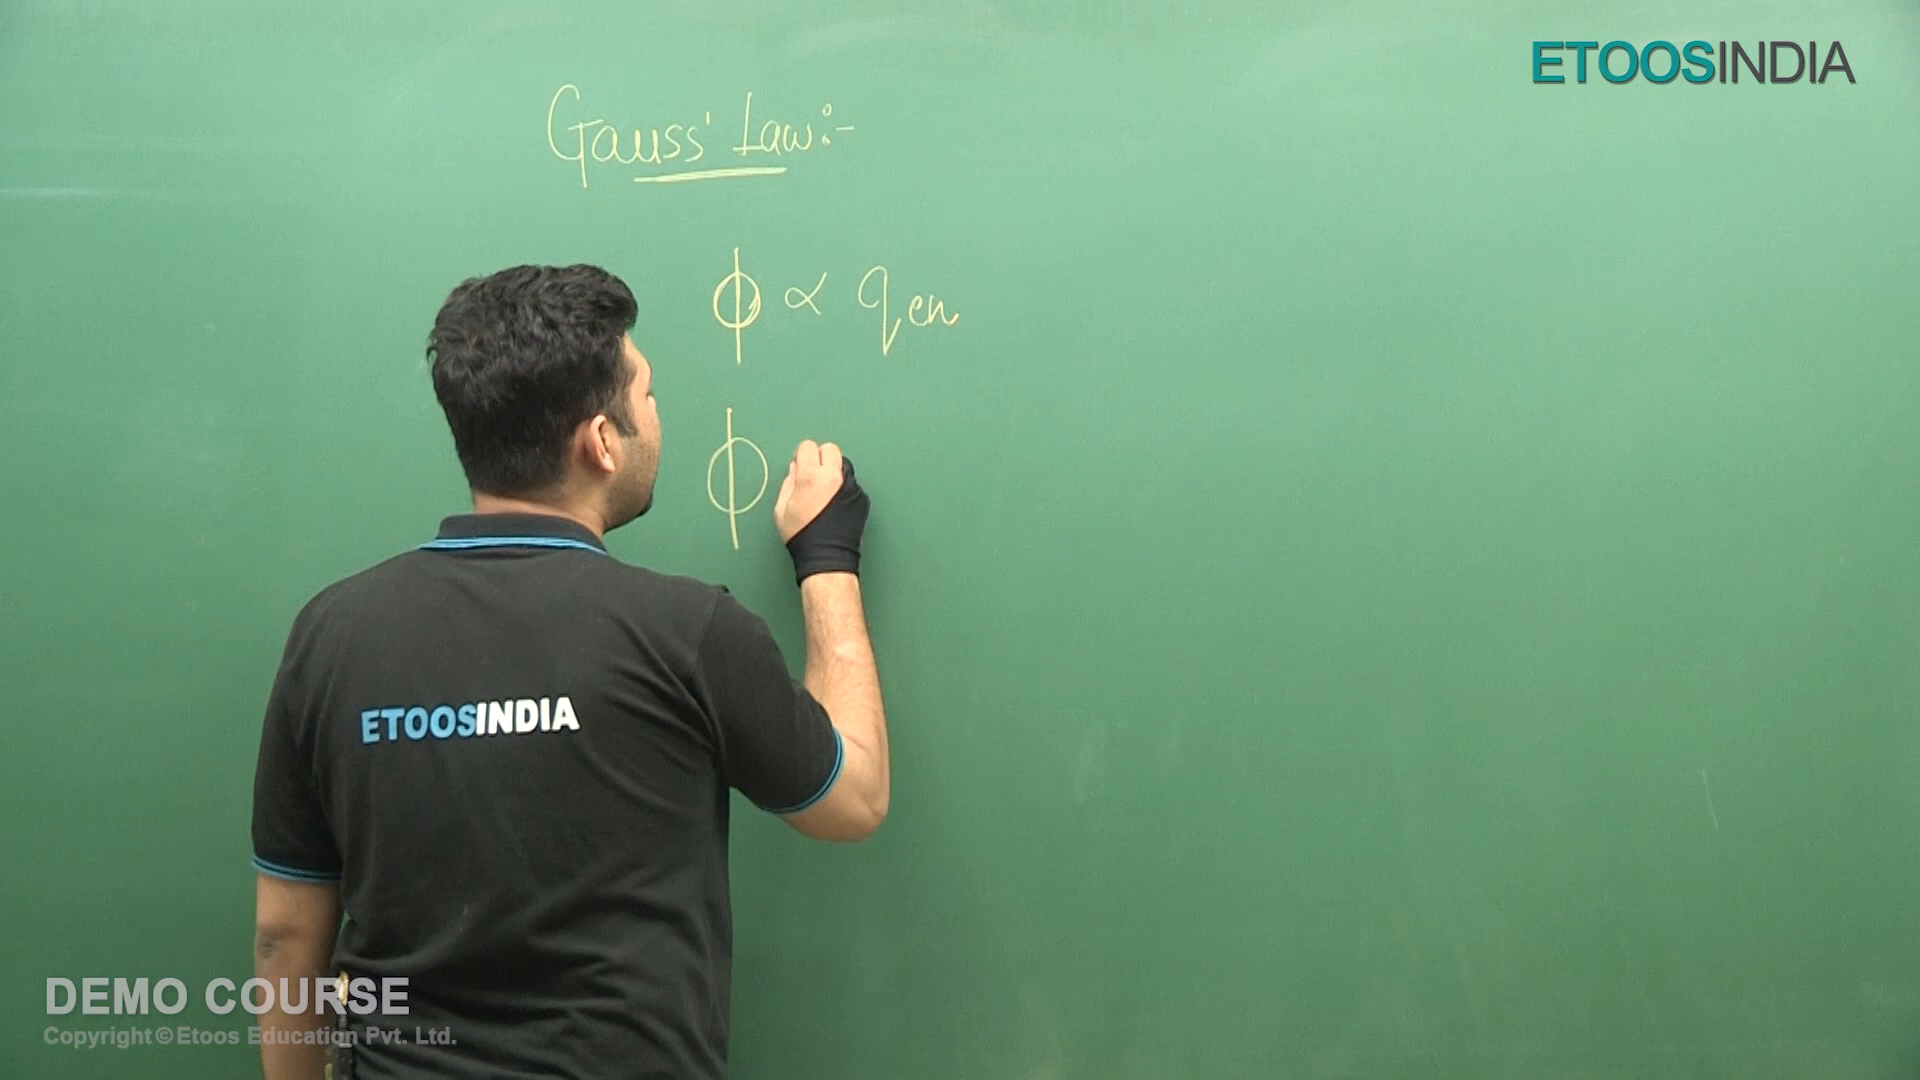 ETOOSINDIA
Gauss' Law:-
ϕ ∝ qen
ϕ
ETOOSINDIA
DEMO COURSE
Copyright © Etoos Education Pvt. Ltd.